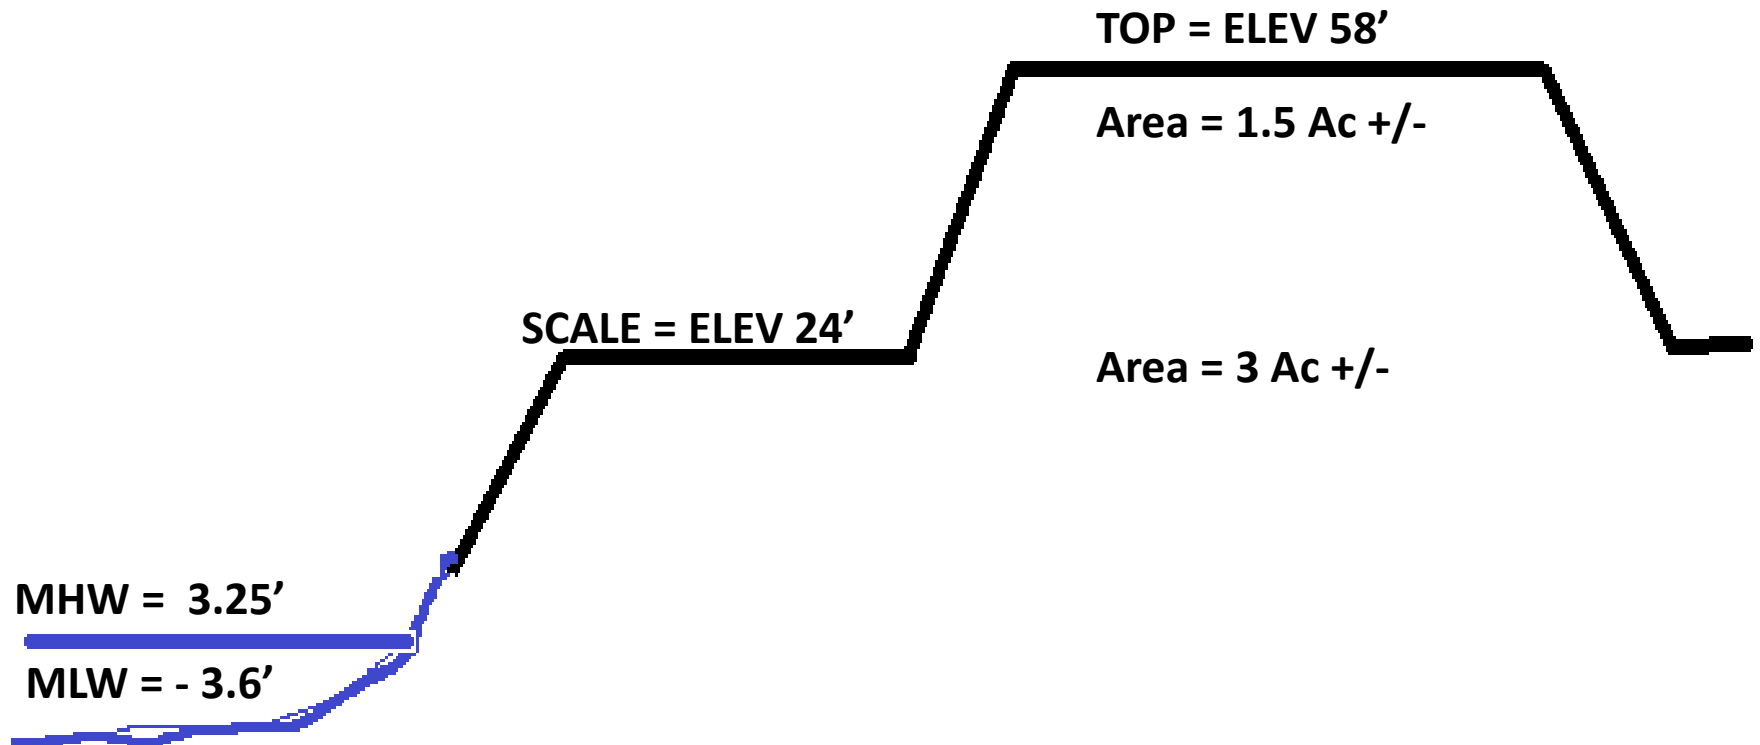 TOP = ELEV 58’
Area = 1.5 Ac +/-
SCALE = ELEV 24’
Area = 3 Ac +/-
MHW = 3.25’
MLW = - 3.6’